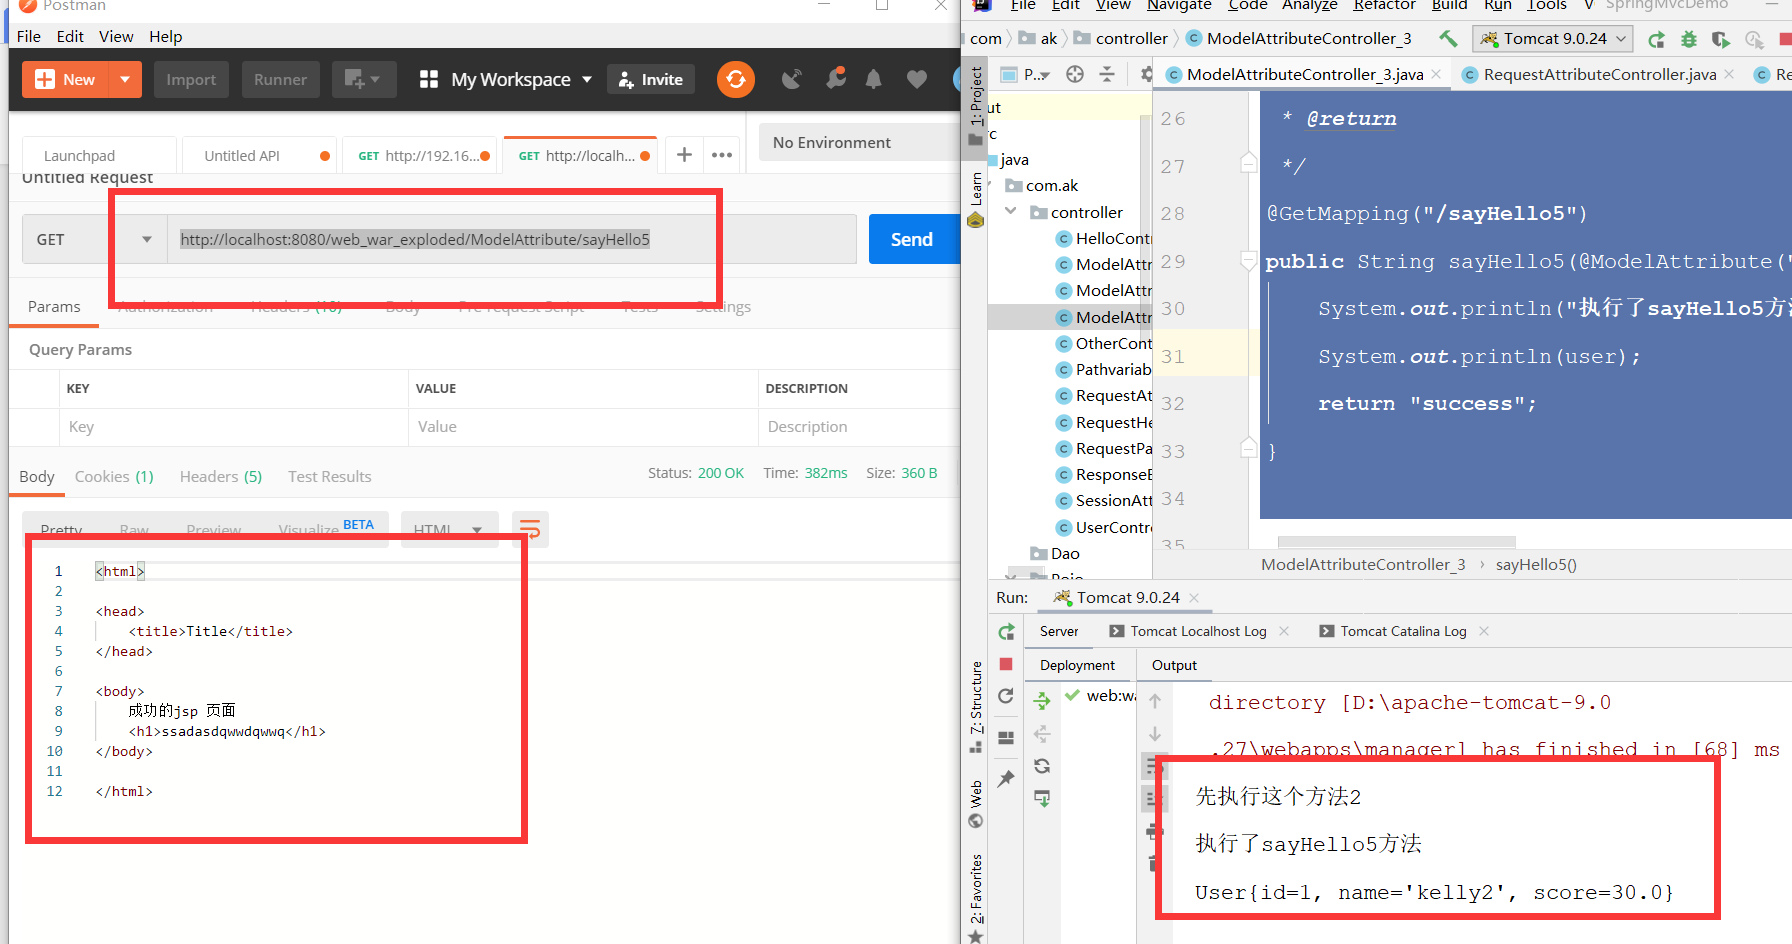 Postman
File Edit View Help
New Import Runner My Workspace Invite
Launchpad Untitled API GET http://192.16... GET http://localh... No Environment
Untitled Request
GET http://localhost:8080/web_war_exploded/ModelAttribute/sayHello5 Send
Params Authorization Headers (10) Body Pre-request Script Tests Settings
Query Params
KEY VALUE DESCRIPTION
Key Value Description
Body Cookies (1) Headers (5) Test Results Status: 200 OK Time: 382ms Size: 360 B
Pretty Raw Preview Visualize BETA HTML
1 <html>
2
3 <head>
4 <title>Title</title>
5 </head>
6
7 <body>
8 成功的jsp 页面
9 <h1>ssadasdqwwdqwwq</h1>
10 </body>
11
12 </html>
File Edit View Navigate Code Analyze Refactor Build Run Tools V SpringMvcDemo
com ak controller ModelAttributeController_3 Tomcat 9.0.24
1: Project
Learn
7: Structure
Web
2: Favorites
P... ModelAttributeController_3.java RequestAttributeController.java Re
ut
rc
java
com.ak
controller
HelloContr
ModelAttr
ModelAttr
ModelAttr
OtherCont
Pathvariab
RequestAt
RequestHe
RequestPa
ResponseE
SessionAtt
UserContro
Dao
Pojo
26 * @return
27 */
28 @GetMapping("/sayHello5")
29 public String sayHello5(@ModelAttribute("
30 System.out.println("执行了sayHello5方法
31 System.out.println(user);
32 return "success";
33 }
34
35
ModelAttributeController_3 › sayHello5()
Run: Tomcat 9.0.24
Server Tomcat Localhost Log Tomcat Catalina Log
Deployment Output
web:wa
directory [D:\apache-tomcat-9.0
.27\webapps\manager] has finished in [68] ms
先执行这个方法2
执行了sayHello5方法
User{id=1, name='kelly2', score=30.0}